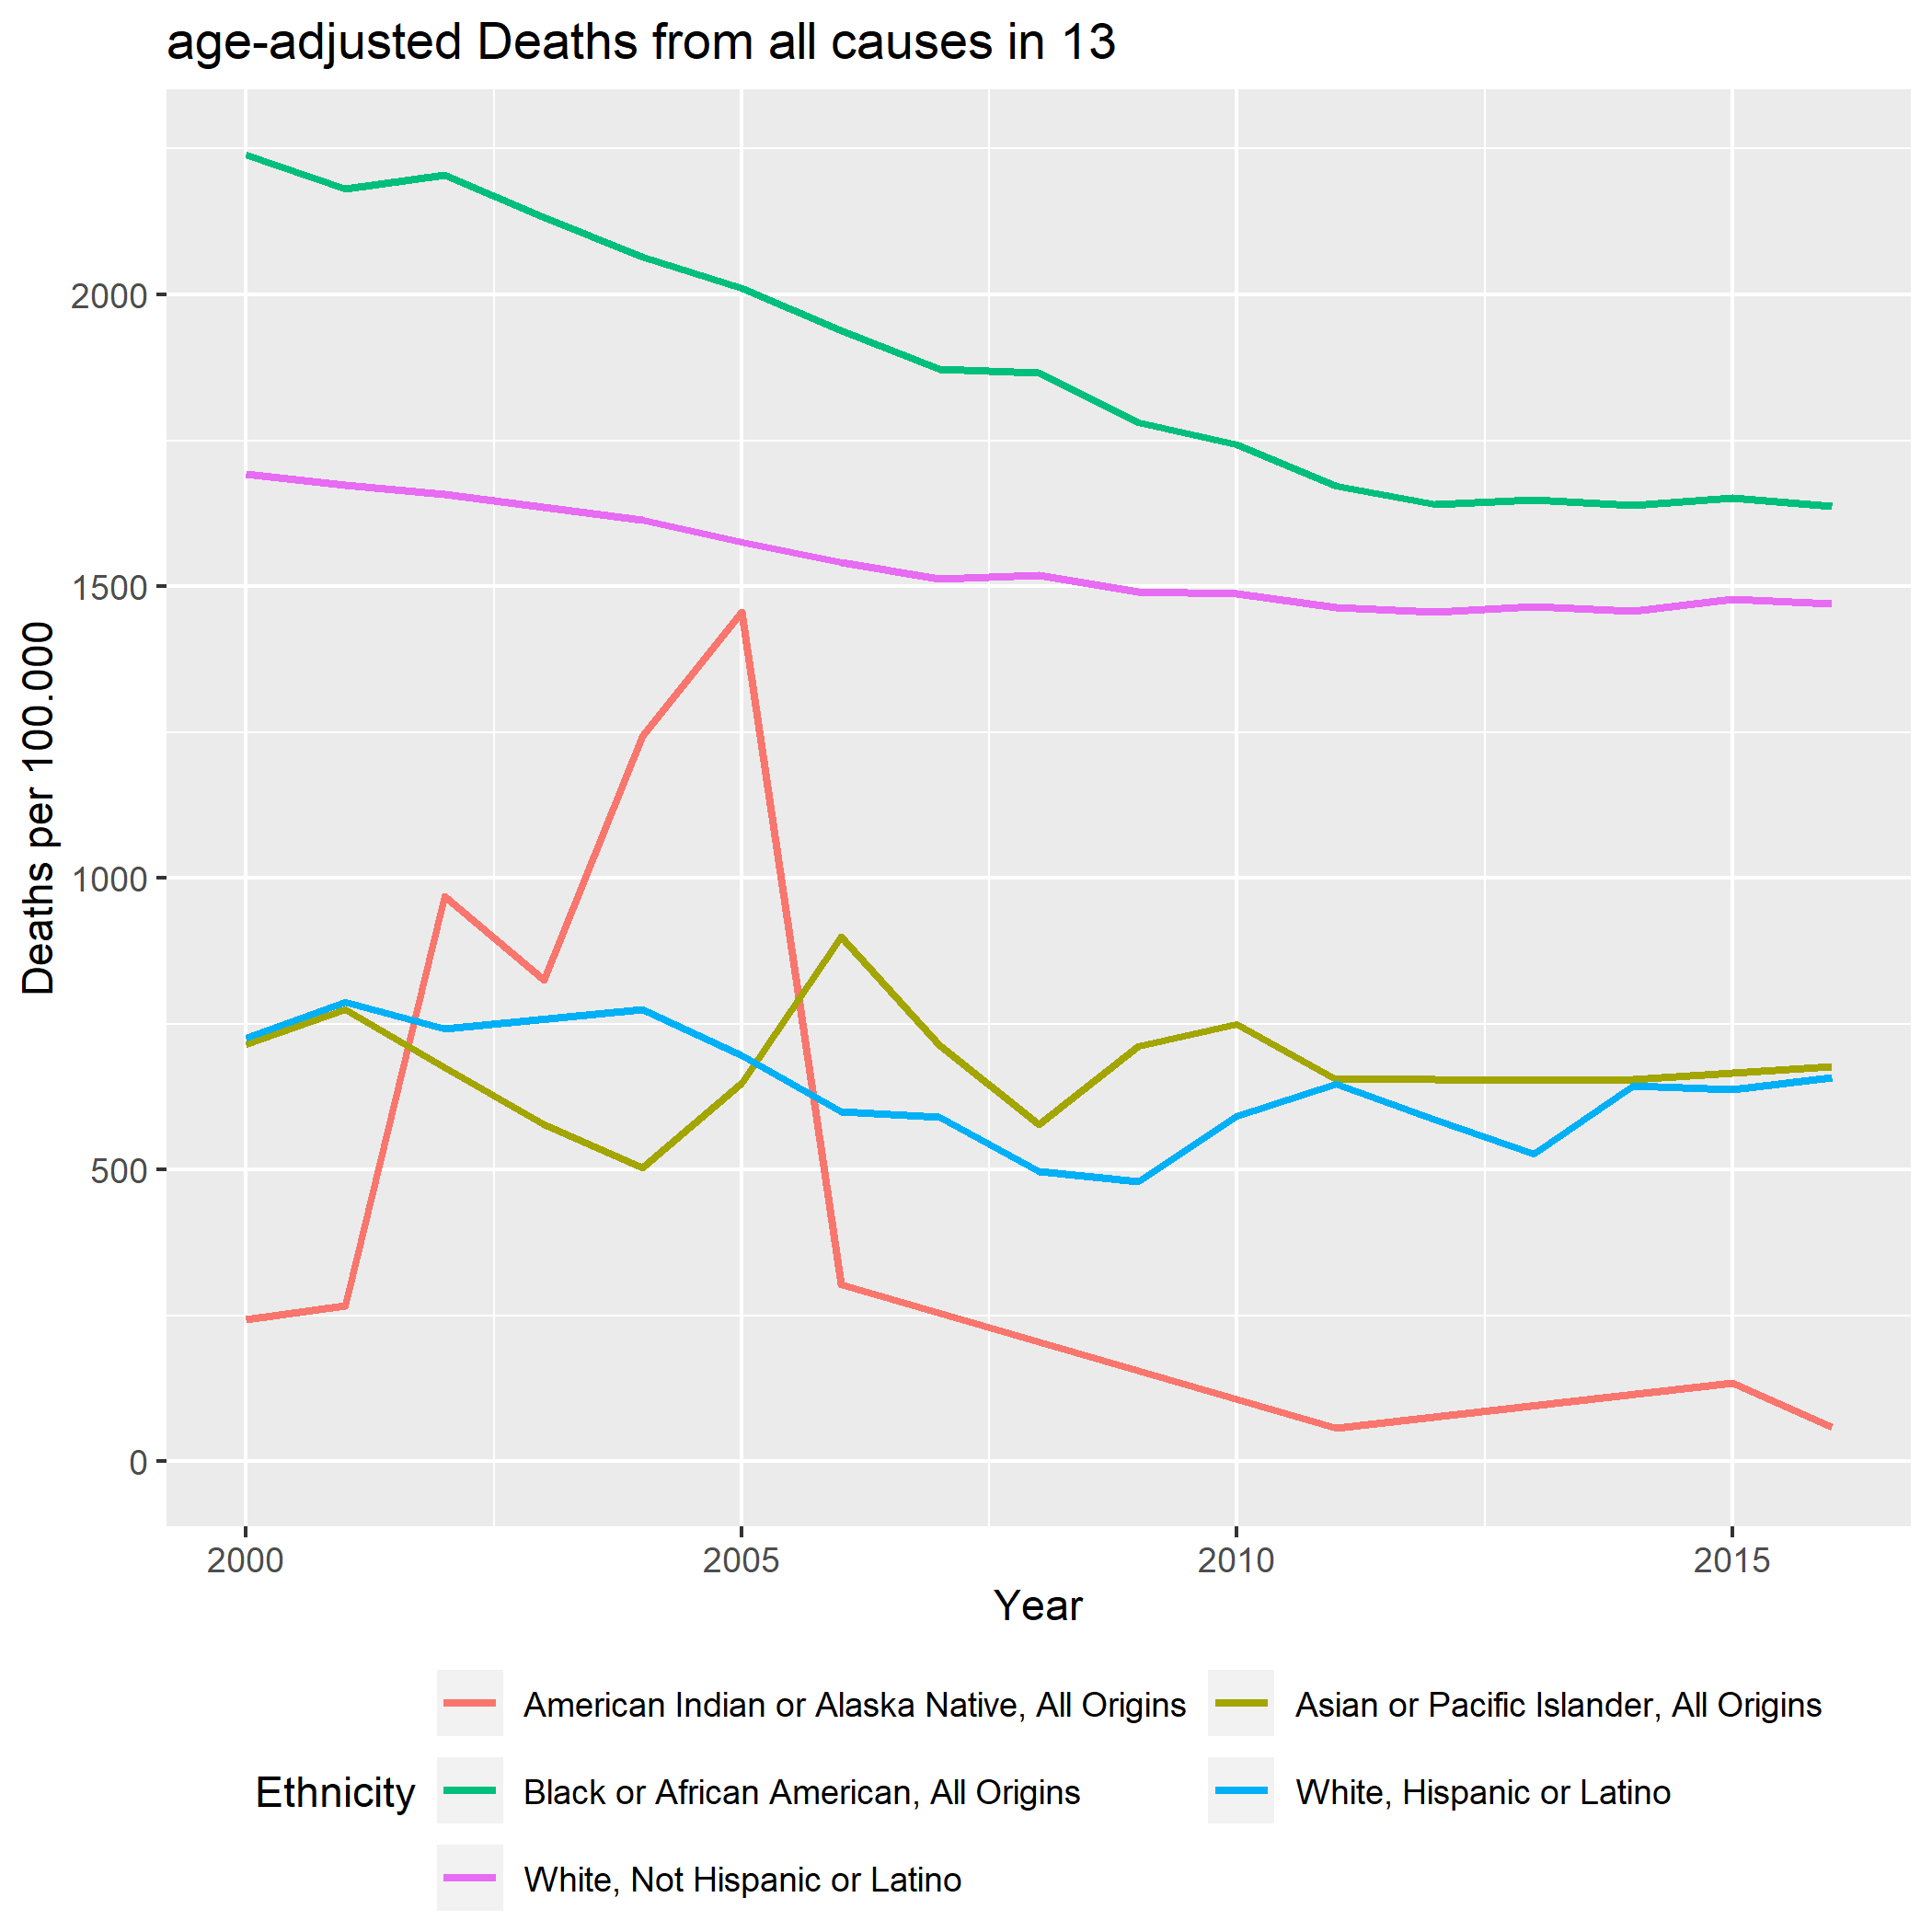 age-adjusted Deaths from all causes in 13
Deaths per 100.000
2000
1500
1000
500
0
2000
2005
2010
2015
Year
Ethnicity
American Indian or Alaska Native, All Origins
Asian or Pacific Islander, All Origins
Black or African American, All Origins
White, Hispanic or Latino
White, Not Hispanic or Latino